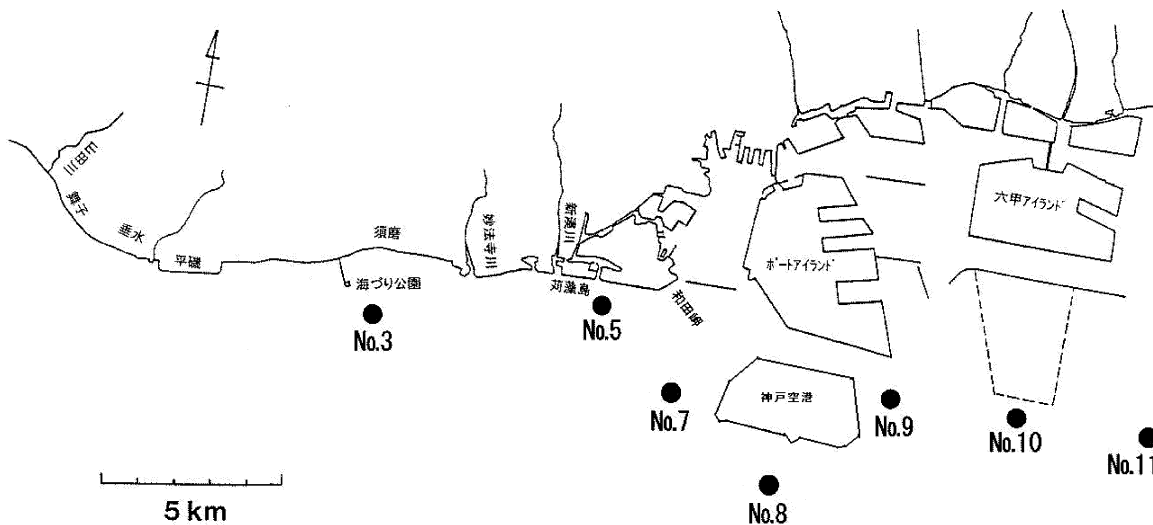 山田川
舞子
垂水
平磯
須磨
海づり公園
妙法寺川
新湊川
苅藻島
和田岬
ポートアイランド
六甲アイランド
神戸空港
No.3
No.5
No.7
No.8
No.9
No.10
No.11
5 km